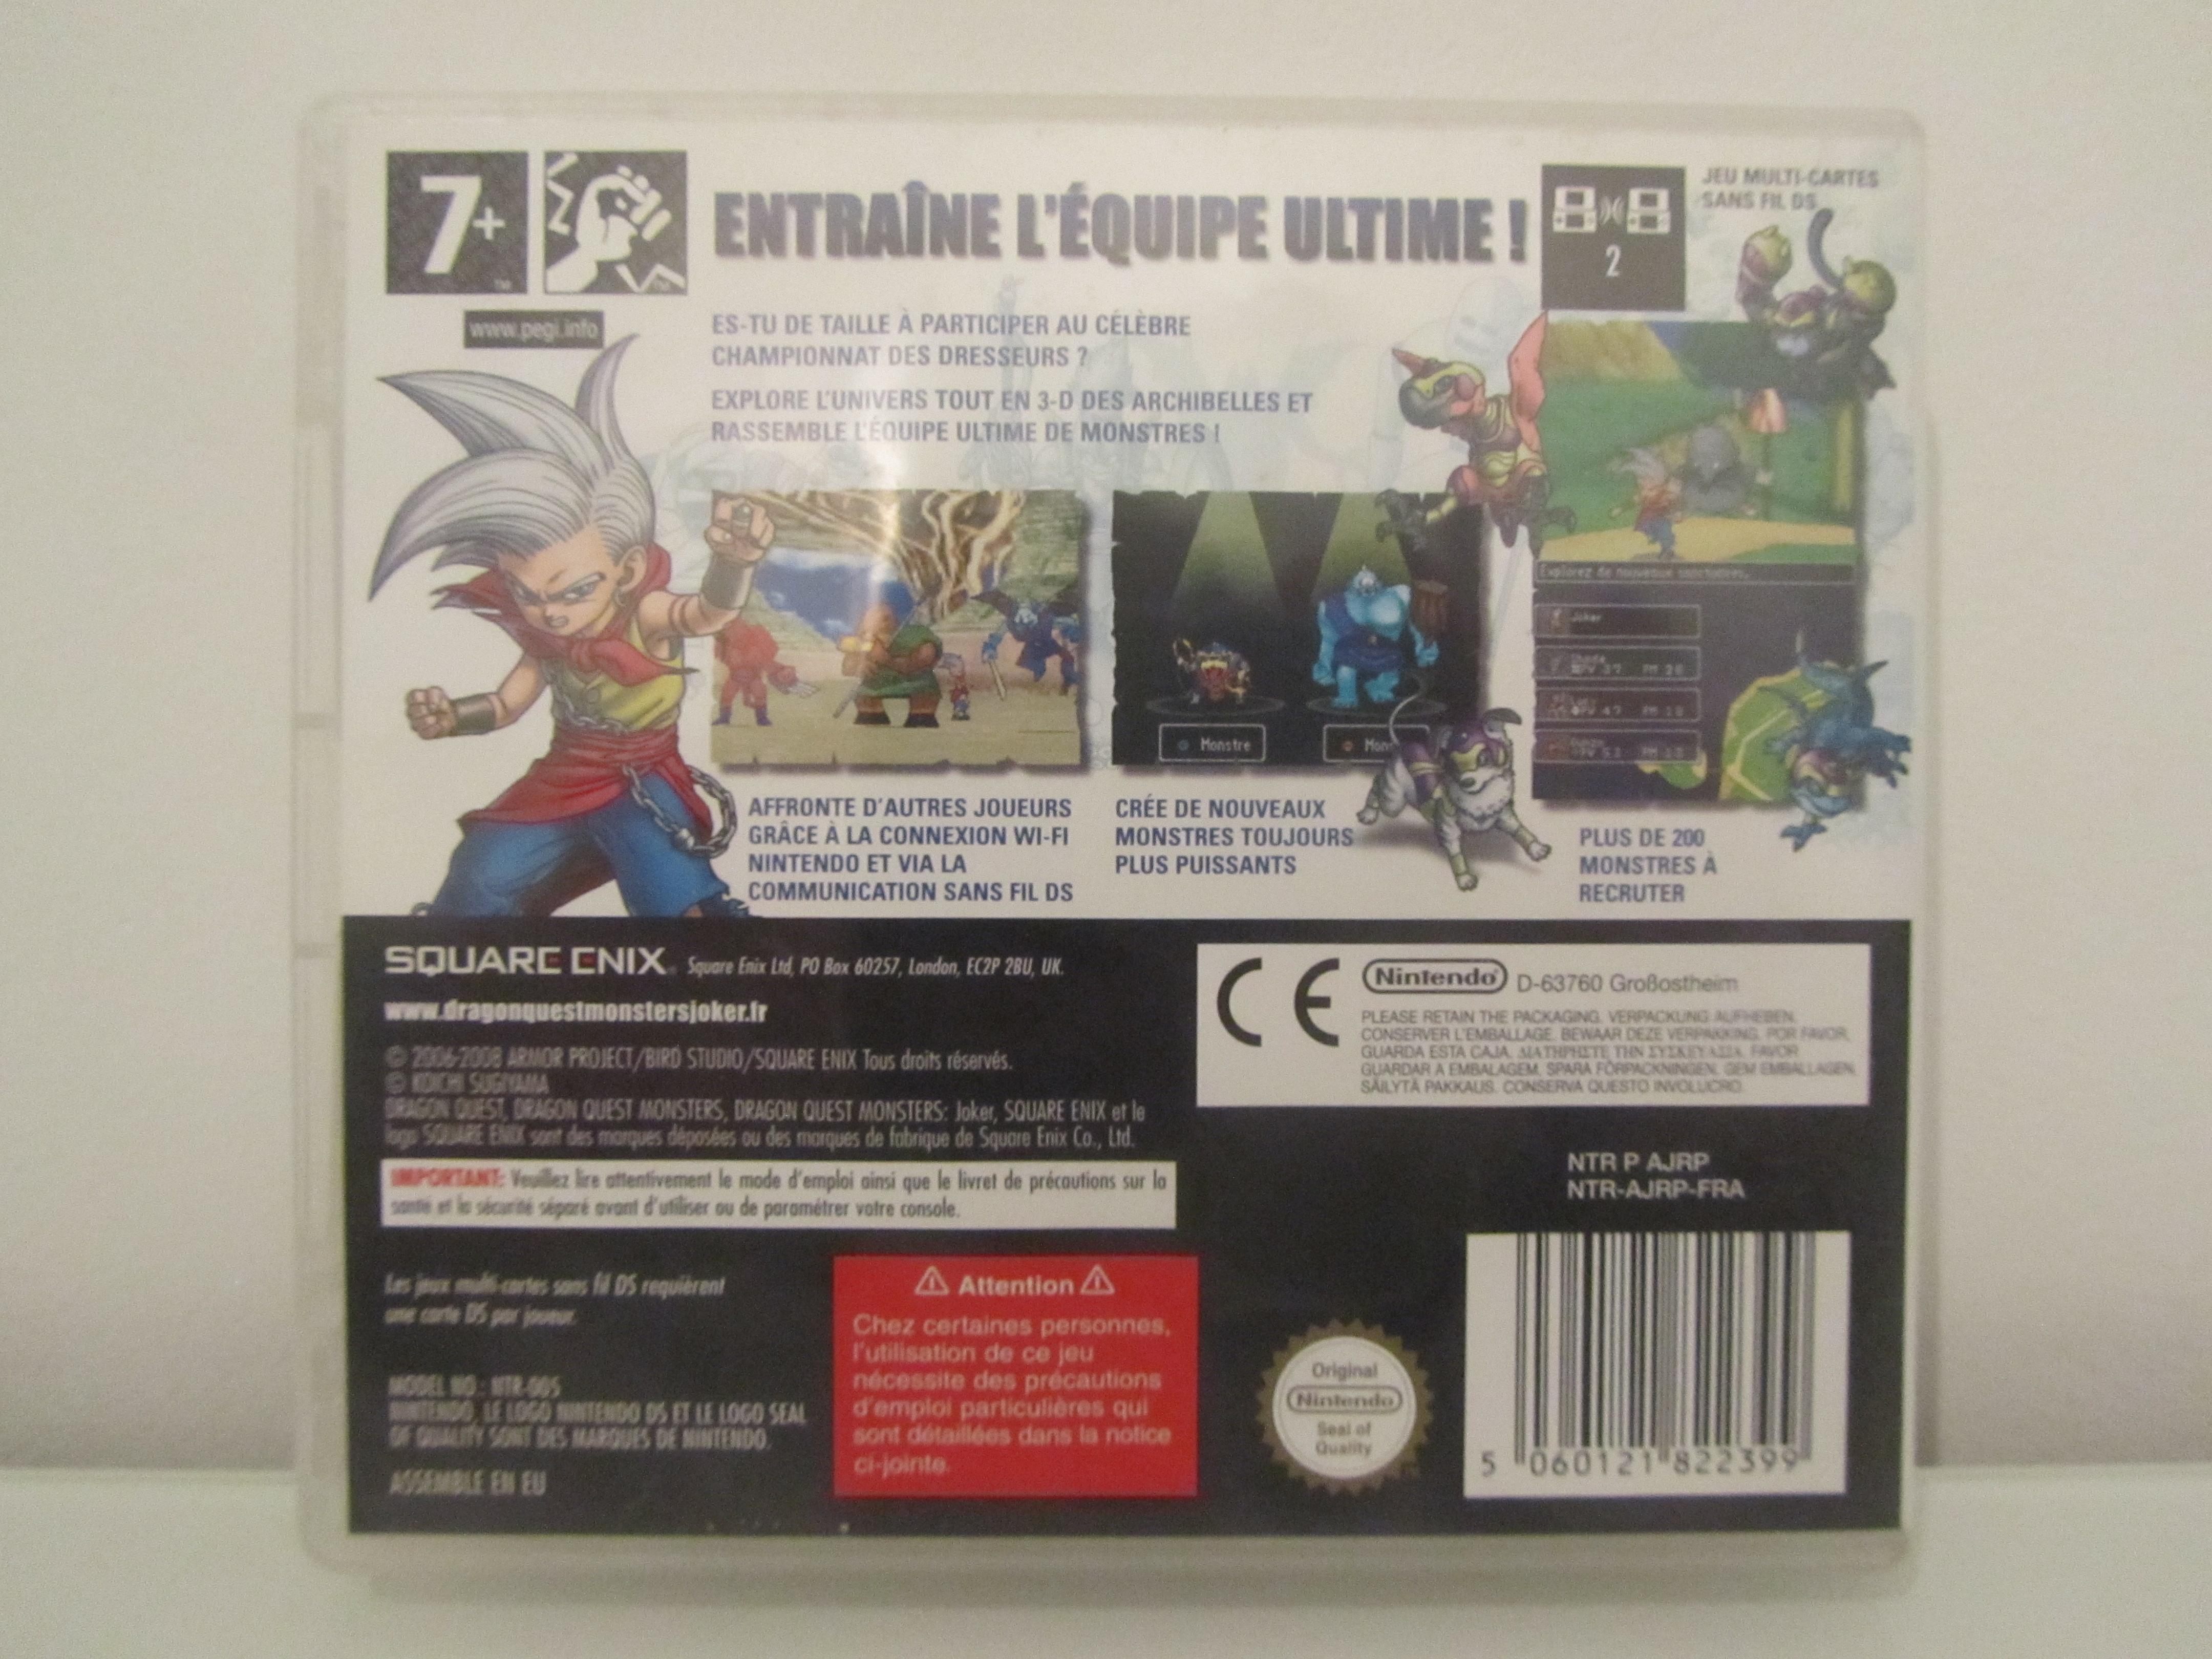 7+
www.pegi.info
ENTRAÎNE L'ÉQUIPE ULTIME !
2
JEU MULTI-CARTES
SANS FIL DS
ES-TU DE TAILLE À PARTICIPER AU CÉLÈBRE
CHAMPIONNAT DES DRESSEURS ?
EXPLORE L'UNIVERS TOUT EN 3-D DES ARCHIBELLES ET
RASSEMBLE L'ÉQUIPE ULTIME DE MONSTRES !
Monstre
Explorez de nouveaux sanctuaires.
Joker
AFFRONTE D'AUTRES JOUEURS
GRÂCE À LA CONNEXION WI-FI
NINTENDO ET VIA LA
COMMUNICATION SANS FIL DS
CRÉE DE NOUVEAUX
MONSTRES TOUJOURS
PLUS PUISSANTS
PLUS DE 200
MONSTRES À
RECRUTER
SQUARE ENIX Square Enix Ltd, PO Box 60257, London, EC2P 2BU, UK.
www.dragonquestmonstersjoker.fr
© 2006-2008 ARMOR PROJECT/BIRD STUDIO/SQUARE ENIX Tous droits réservés.
© KOICHI SUGIYAMA
DRAGON QUEST, DRAGON QUEST MONSTERS, DRAGON QUEST MONSTERS: Joker, SQUARE ENIX et le
logo SQUARE ENIX sont des marques déposées ou des marques de fabrique de Square Enix Co., Ltd.
IMPORTANT: Veuillez lire attentivement le mode d'emploi ainsi que le livret de précautions sur la
santé et la sécurité séparé avant d'utiliser ou de paramétrer votre console.
Les jeux multi-cartes sans fil DS requièrent
une carte DS par joueur.
MODEL NO.: NTR-005
NINTENDO, LE LOGO NINTENDO DS ET LE LOGO SEAL
OF QUALITY SONT DES MARQUES DE NINTENDO.
ASSEMBLE EN EU
Attention
Chez certaines personnes,
l'utilisation de ce jeu
nécessite des précautions
d'emploi particulières qui
sont détaillées dans la notice
ci-jointe.
CE
Nintendo D-63760 Großostheim
PLEASE RETAIN THE PACKAGING. VERPACKUNG AUFHEBEN.
CONSERVER L'EMBALLAGE. BEWAAR DEZE VERPAKKING. POR FAVOR,
GUARDA ESTA CAJA. ΔΙΑΤΗΡΗΣΤΕ ΤΗΝ ΣΥΣΚΕΥΑΣΙΑ. FAVOR
GUARDAR A EMBALAGEM. SPARA FÖRPACKNINGEN. GEM EMBALLAGEN.
SÄILYTÄ PAKKAUS. CONSERVA QUESTO INVOLUCRO.
NTR P AJRP
NTR-AJRP-FRA
Original
Nintendo
Seal of
Quality
5 060121 822399